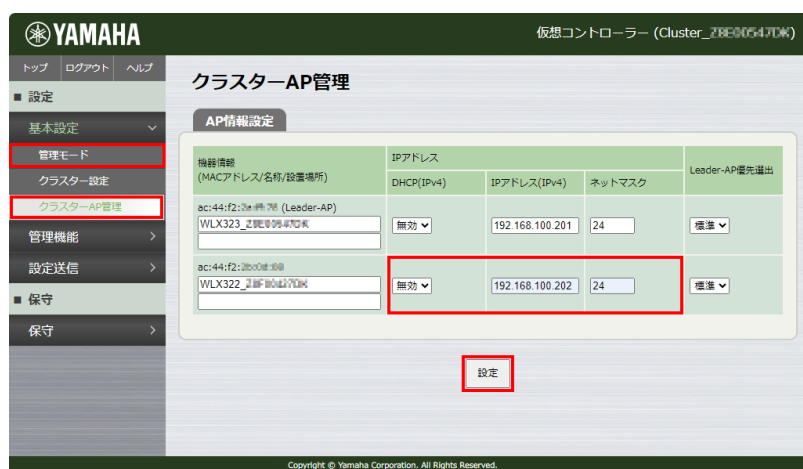 YAMAHA
仮想コントローラー (Cluster_
トップ ログアウト ヘルプ
■ 設定
基本設定
管理モード
クラスター設定
クラスターAP管理
管理機能
設定送信
■ 保守
保守
クラスターAP管理
AP情報設定
機器情報
(MACアドレス/名称/設置場所)
IPアドレス
Leader-AP優先選出
DHCP(IPv4) IPアドレス(IPv4) ネットマスク
ac:44:f2: (Leader-AP)
WLX323_
無効 192.168.100.201 24 標準
ac:44:f2:
WLX322_
無効 192.168.100.202 24 標準
設定
Copyright © Yamaha Corporation. All Rights Reserved.